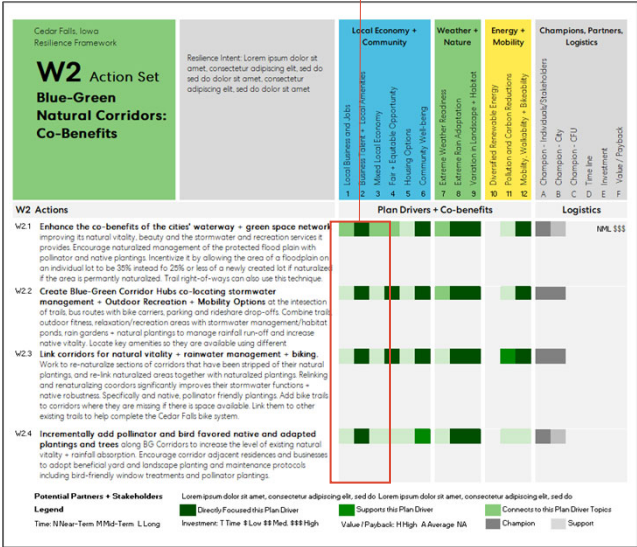 Cedar Falls, Iowa
Resilience Framework
W2 Action Set
Blue-Green
Natural Corridors:
Co-Benefits
Resilience Intent: Lorem ipsum dolor sit
amet, consectetur adipiscing elit, sed do
sed do dolor sit amet, consectetur
adipiscing elit, sed do dolor sit amet
Local Economy +
Community
Weather +
Nature
Energy +
Mobility
Champions, Partners,
Logistics
Local Business and Jobs
Business Talent + Local Amenities
Mixed Local Economy
Fair + Equitable Opportunity
Housing Options
Community Well-being
Extreme Weather Readiness
Extreme Rain Adaptation
Variation in Landscape + Habitat
Diversified Renewable Energy
Pollution and Carbon Reductions
Mobility, Walkability + Bikeability
Champion - Individuals/Stakeholders
Champion - City
Champion - CFU
Time line
Investment
Value / Payback
1 2 3 4 5 6 7 8 9 10 11 12 A B C D E F
W2 Actions Plan Drivers + Co-benefits Logistics
W2.1 Enhance the co-benefits of the cities' waterway + green space network
improving its natural vitality, beauty and the stormwater and recreation services it
provides. Encourage naturalized management of the protected flood plain with
pollinator and native plantings. Incentivize it by allowing the area of a floodplain on
an individual lot to be 35% instead fo 25% or less of a newly created lot if naturalized
if the area is permantly naturalized. Trail right-of-ways can also use this technique.
NML $$$
W2.2 Create Blue-Green Corridor Hubs co-locating stormwater
management + Outdoor Recreation + Mobility Options at the intesection
of trails, bus routes with bike carriers, parking and rideshare drop-offs. Combine trails,
outdoor fitness, relaxation/recreation areas with stormwater management/habitat
ponds, rain gardens + natural plantings to manage rainfall run-off and increase
native vitality. Locate key amenities so they are available using different
W2.3 Link corridors for natural vitality + rainwater management + biking.
Work to re-naturalize sections of corridors that have been stripped of their natural
plantings, and re-link naturalized areas together with naturalized plantings. Relinking
and renaturalizing coordors significantly improves their stormwater functions +
native robustness. Specifically and native, pollinator friendly plantings. Add bike trails
to corridors where they are missing if there is space available. Link them to other
existing trails to help complete the Cedar Falls bike system.
W2.4 Incrementally add pollinator and bird favored native and adapted
plantings and trees along BG Corridors to increase the level of existing natural
vitality + rainfall absorption. Encourage corridor adjacent residences and businesses
to adopt beneficial yard and landscape planting and maintenance protocols
including bird-friendly window treatments and pollinator plantings.
Potential Partners + Stakeholders Lorem ipsum dolor sit amet, consectetur adipisicing elit, sed do Lorem ipsum dolor sit amet, consectetur adipiscing elit, sed do
Legend Directly Focused this Plan Driver Supports this Plan Driver Connects to this Plan Driver Topics
Time: N Near-Term M Mid-Term L Long Investment: T Time $ Low $$ Med. $$$ High Value / Payback: H High A Average NA Champion Support